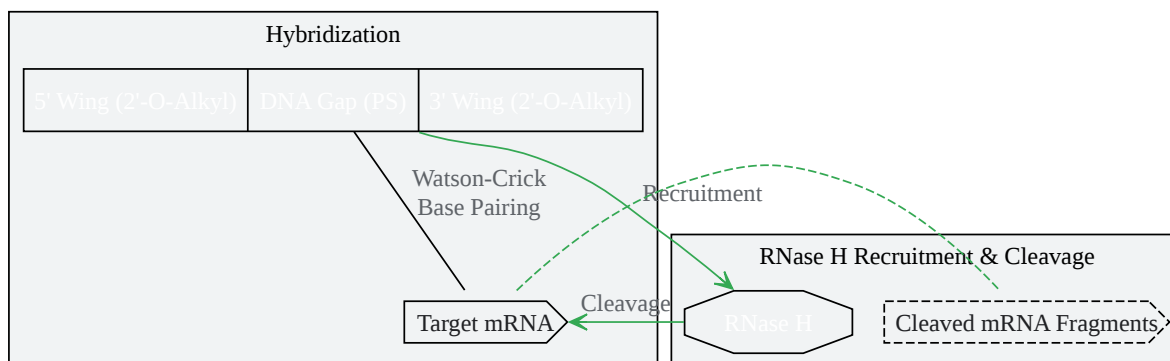 Hybridization
5' Wing (2'-O-Alkyl) DNA Gap (PS) 3' Wing (2'-O-Alkyl)
Watson-Crick
Base Pairing
Recruitment
RNase H Recruitment & Cleavage
Cleavage
Target mRNA
RNase H
Cleaved mRNA Fragments